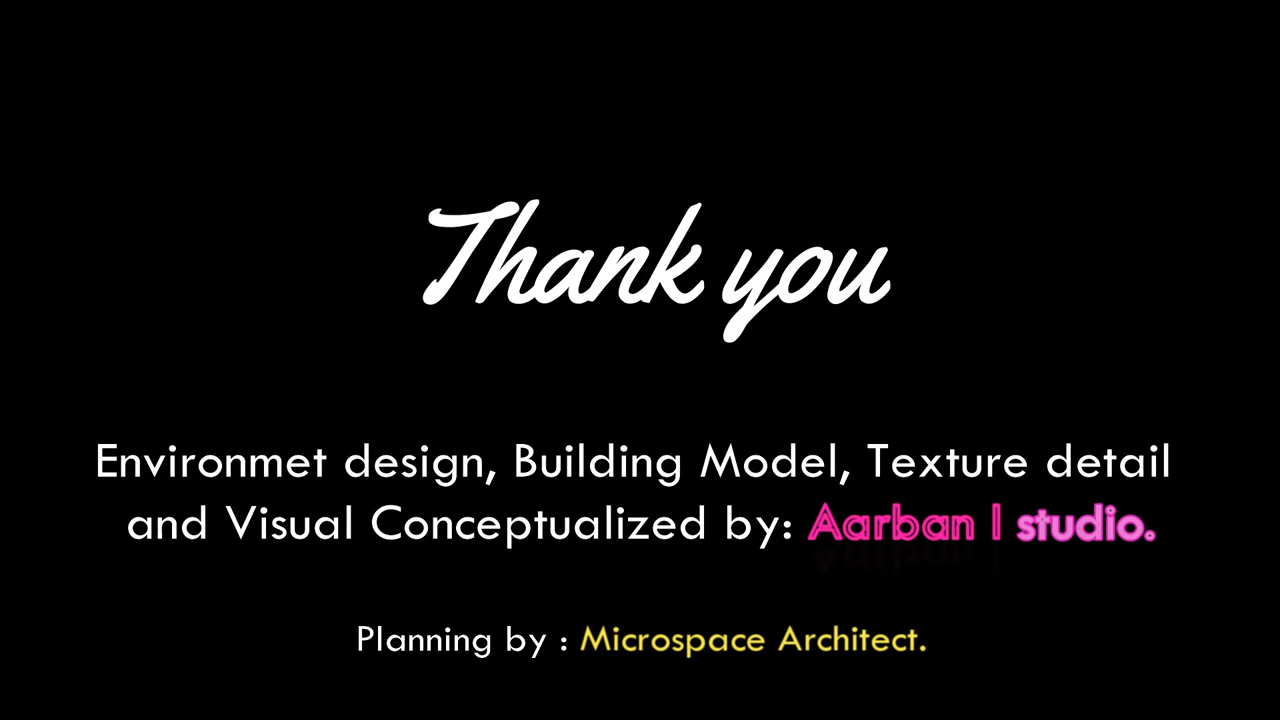 Thank you
Environmet design, Building Model, Texture detail
and Visual Conceptualized by: Aarban | studio.
Planning by : Microspace Architect.